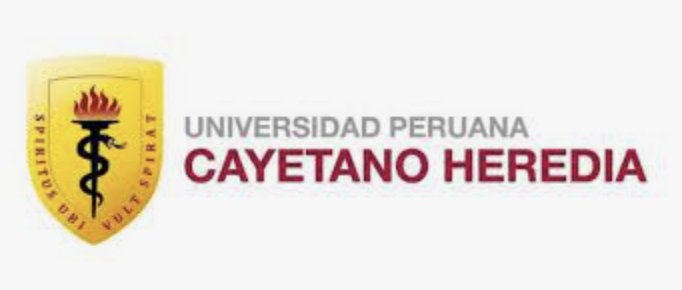 SPIRITUS UBI VULT SPIRAT
UNIVERSIDAD PERUANA
CAYETANO HEREDIA